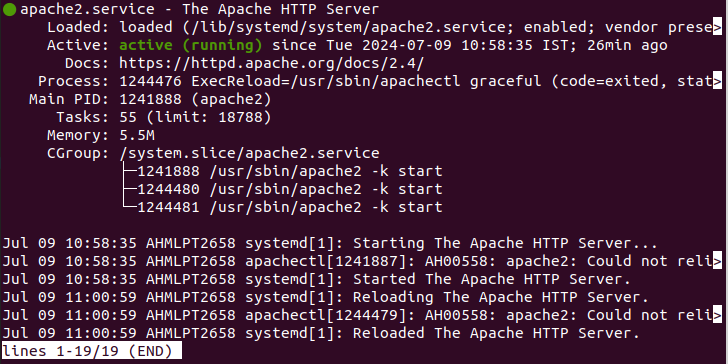 ● apache2.service - The Apache HTTP Server
     Loaded: loaded (/lib/systemd/system/apache2.service; enabled; vendor prese>
     Active: active (running) since Tue 2024-07-09 10:58:35 IST; 26min ago
       Docs: https://httpd.apache.org/docs/2.4/
    Process: 1244476 ExecReload=/usr/sbin/apachectl graceful (code=exited, stat>
   Main PID: 1241888 (apache2)
      Tasks: 55 (limit: 18788)
     Memory: 5.5M
     CGroup: /system.slice/apache2.service
             ├─1241888 /usr/sbin/apache2 -k start
             ├─1244480 /usr/sbin/apache2 -k start
             └─1244481 /usr/sbin/apache2 -k start
Jul 09 10:58:35 AHMLPT2658 systemd[1]: Starting The Apache HTTP Server...
Jul 09 10:58:35 AHMLPT2658 apachectl[1241887]: AH00558: apache2: Could not reli>
Jul 09 10:58:35 AHMLPT2658 systemd[1]: Started The Apache HTTP Server.
Jul 09 11:00:59 AHMLPT2658 systemd[1]: Reloading The Apache HTTP Server.
Jul 09 11:00:59 AHMLPT2658 apachectl[1244479]: AH00558: apache2: Could not reli>
Jul 09 11:00:59 AHMLPT2658 systemd[1]: Reloaded The Apache HTTP Server.
lines 1-19/19 (END)